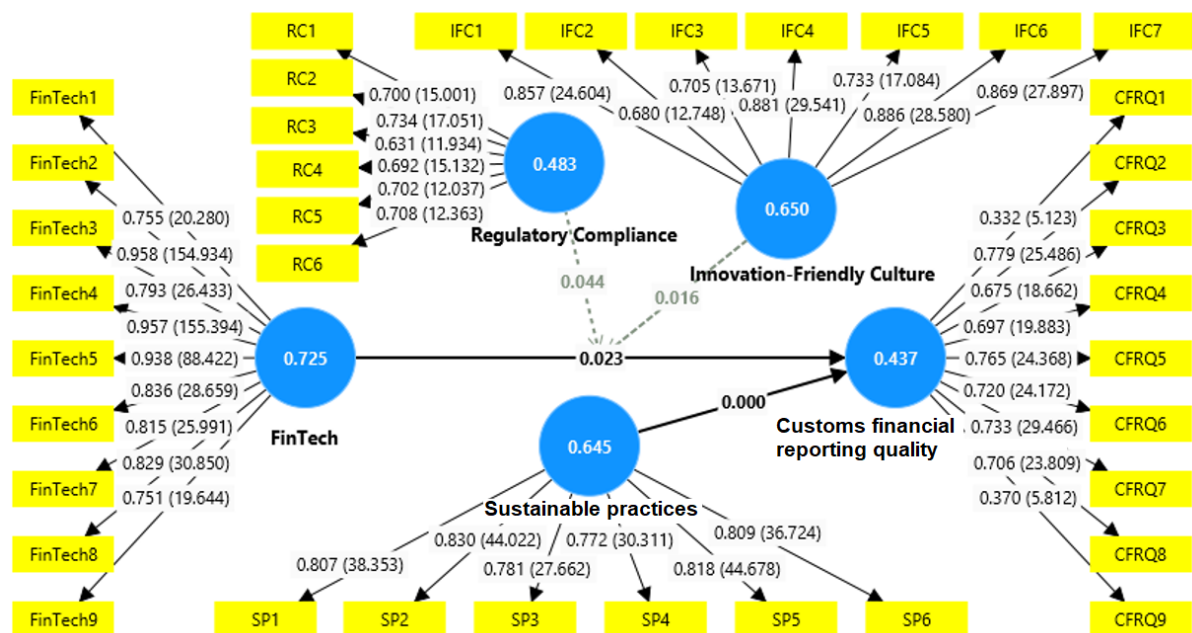 RC1
IFC1
IFC2
IFC3
IFC4
IFC5
IFC6
IFC7
RC2
RC3
RC4
RC5
RC6
0.700 (15.001)
0.734 (17.051)
0.631 (11.934)
0.692 (15.132)
0.702 (12.037)
0.708 (12.363)
0.483
Regulatory Compliance
0.857 (24.604)
0.680 (12.748)
0.705 (13.671)
0.881 (29.541)
0.733 (17.084)
0.886 (28.580)
0.869 (27.897)
0.650
Innovation-Friendly Culture
FinTech1
FinTech2
FinTech3
FinTech4
FinTech5
FinTech6
FinTech7
FinTech8
FinTech9
0.755 (20.280)
0.958 (154.934)
0.793 (26.433)
0.957 (155.394)
0.938 (88.422)
0.836 (28.659)
0.815 (25.991)
0.829 (30.850)
0.751 (19.644)
0.725
FinTech
0.044
0.016
0.023
0.000
0.437
Customs financial
reporting quality
0.332 (5.123)
0.779 (25.486)
0.675 (18.662)
0.697 (19.883)
0.765 (24.368)
0.720 (24.172)
0.733 (29.466)
0.706 (23.809)
0.370 (5.812)
CFRQ1
CFRQ2
CFRQ3
CFRQ4
CFRQ5
CFRQ6
CFRQ7
CFRQ8
CFRQ9
0.645
Sustainable practices
0.807 (38.353)
0.830 (44.022)
0.781 (27.662)
0.772 (30.311)
0.818 (44.678)
0.809 (36.724)
SP1
SP2
SP3
SP4
SP5
SP6